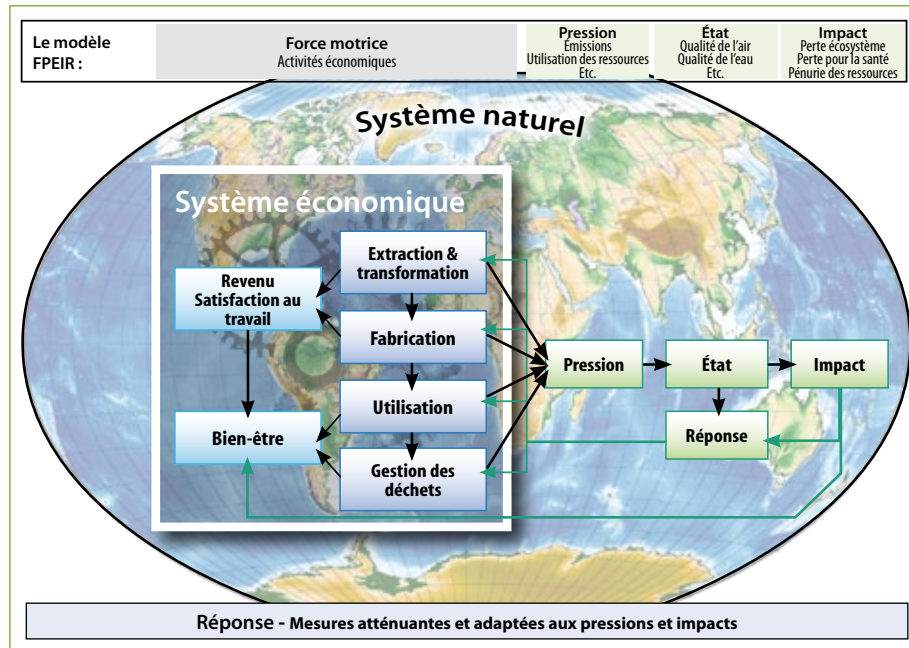 Le modèle
FPEIR :
Force motrice
Activités économiques
Pression
Émissions
Utilisation des ressources
Etc.
État
Qualité de l'air
Qualité de l'eau
Etc.
Impact
Perte écosystème
Perte pour la santé
Pénurie des ressources
Système naturel
Système économique
Extraction &
transformation
Revenu
Satisfaction au
travail
Fabrication
Pression
État
Impact
Utilisation
Bien-être
Réponse
Gestion des
déchets
Réponse - Mesures atténuantes et adaptées aux pressions et impacts